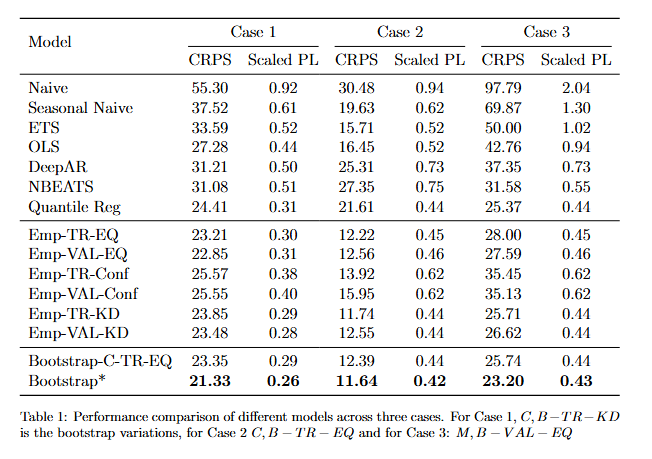 Model Case 1 Case 2 Case 3
CRPS Scaled PL CRPS Scaled PL CRPS Scaled PL
Naive 55.30 0.92 30.48 0.94 97.79 2.04
Seasonal Naive 37.52 0.61 19.63 0.62 69.87 1.30
ETS 33.59 0.52 15.71 0.52 50.00 1.02
OLS 27.28 0.44 16.45 0.52 42.76 0.94
DeepAR 31.21 0.50 25.31 0.73 37.35 0.73
NBEATS 31.08 0.51 27.35 0.75 31.58 0.55
Quantile Reg 24.41 0.31 21.61 0.44 25.37 0.44
Emp-TR-EQ 23.21 0.30 12.22 0.45 28.00 0.45
Emp-VAL-EQ 22.85 0.31 12.56 0.46 27.59 0.46
Emp-TR-Conf 25.57 0.38 13.92 0.62 35.45 0.62
Emp-VAL-Conf 25.55 0.40 15.95 0.62 35.13 0.62
Emp-TR-KD 23.85 0.29 11.74 0.44 25.71 0.44
Emp-VAL-KD 23.48 0.28 12.55 0.44 26.62 0.44
Bootstrap-C-TR-EQ 23.35 0.29 12.39 0.44 25.74 0.44
Bootstrap* 21.33 0.26 11.64 0.42 23.20 0.43
Table 1: Performance comparison of different models across three cases. For Case 1, C, B − TR − KD
is the bootstrap variations, for Case 2 C, B − TR − EQ and for Case 3: M, B − VAL − EQ